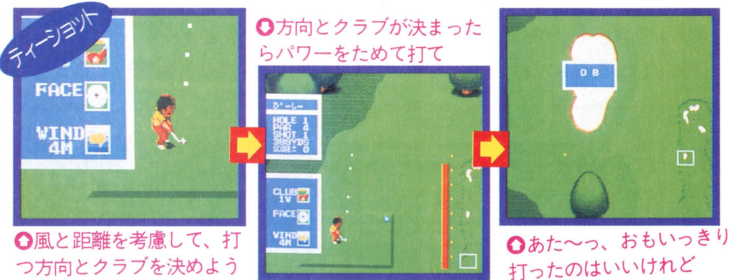 ティーショット
FACE
WIND
4M
⬆風と距離を考慮して、打
つ方向とクラブを決めよう
⬇方向とクラブが決まった
らパワーをためて打て
HOLE 1
PAR 4
SHOT 1
SCORE= 0
CLUB
1W
FACE
WIND
4M
OB
⬆あた〜っ、おもいっきり
打ったのはいいけれど